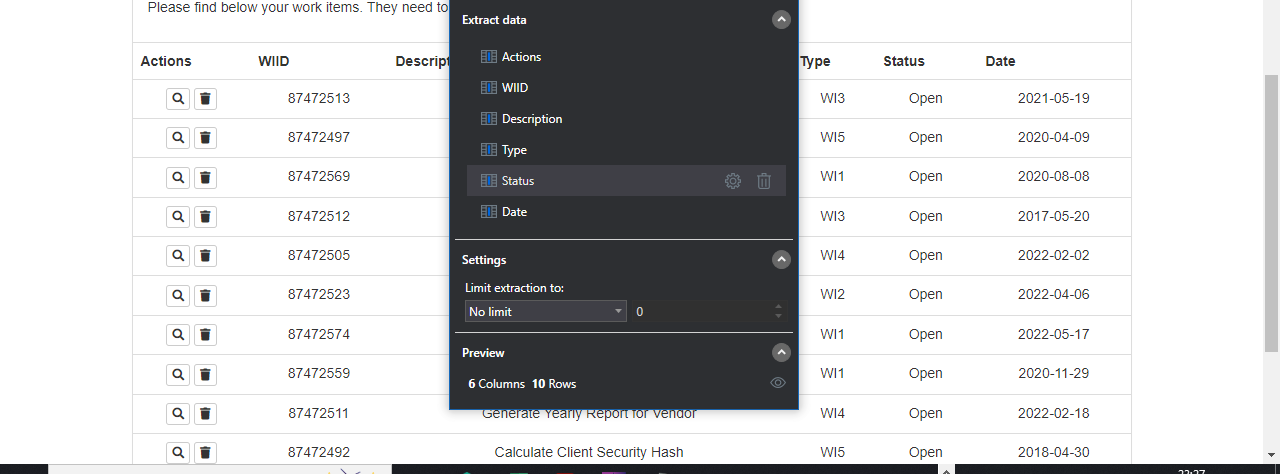 Please find below your work items. They need to
Extract data
Actions WIID Descript Type Status Date
Actions
WIID
Description
Type
Status
Date
87472513 WI3 Open 2021-05-19
87472497 WI5 Open 2020-04-09
87472569 WI1 Open 2020-08-08
87472512 WI3 Open 2017-05-20
87472505 WI4 Open 2022-02-02
87472523 WI2 Open 2022-04-06
87472574 WI1 Open 2022-05-17
87472559 WI1 Open 2020-11-29
87472511 Generate Yearly Report for Vendor WI4 Open 2022-02-18
87472492 Calculate Client Security Hash WI5 Open 2018-04-30
Settings
Limit extraction to:
No limit 0
Preview
6 Columns 10 Rows